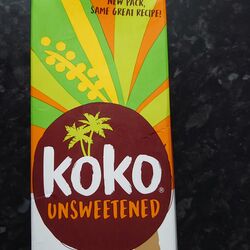 NEW PACK,
SAME GREAT RECIPE!
KOKO®
UNSWEETENED